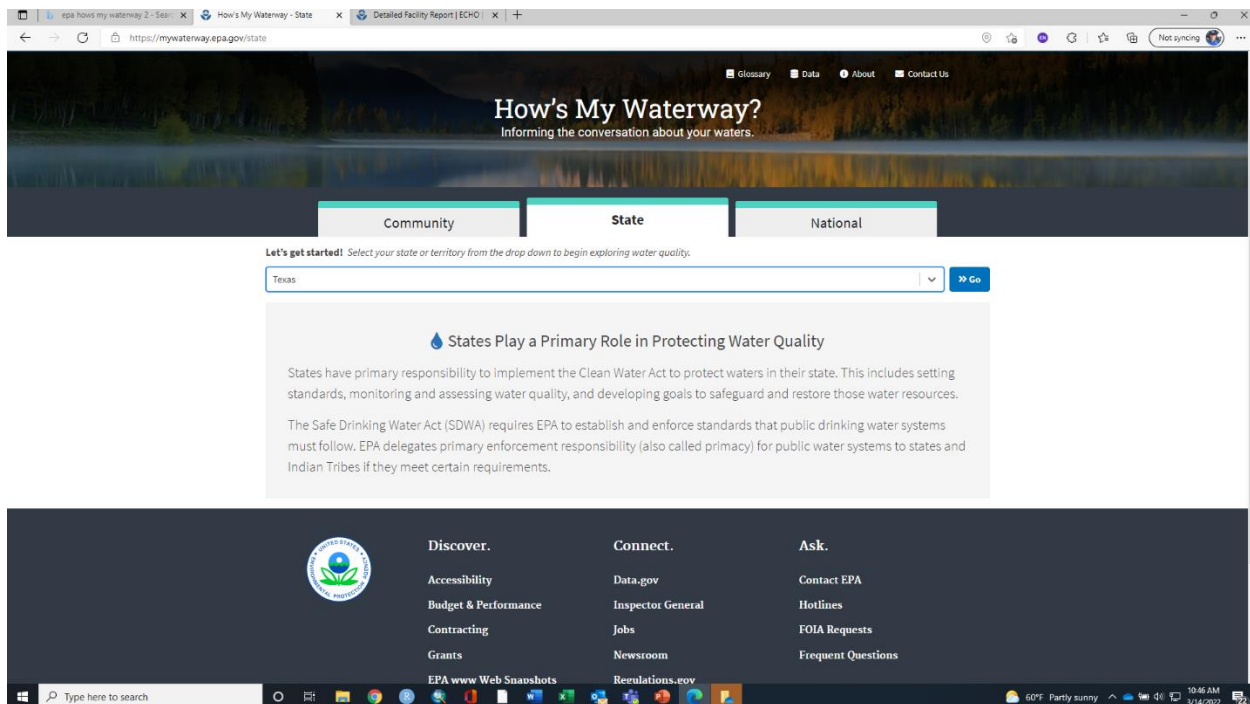 epa hows my waterway 2 - Sear
How's My Waterway - State
Detailed Facility Report | ECHO |
https://mywaterway.epa.gov/state
Not syncing
Glossary Data About Contact Us
How's My Waterway?
Informing the conversation about your waters.
Community State National
Let's get started! Select your state or territory from the drop down to begin exploring water quality.
Texas
Go
States Play a Primary Role in Protecting Water Quality
States have primary responsibility to implement the Clean Water Act to protect waters in their state. This includes setting
standards, monitoring and assessing water quality, and developing goals to safeguard and restore those water resources.
The Safe Drinking Water Act (SDWA) requires EPA to establish and enforce standards that public drinking water systems
must follow. EPA delegates primary enforcement responsibility (also called primacy) for public water systems to states and
Indian Tribes if they meet certain requirements.
UNITED STATES
ENVIRONMENTAL PROTECTION AGENCY
Discover. Connect. Ask.
Accessibility Data.gov Contact EPA
Budget & Performance Inspector General Hotlines
Contracting Jobs FOIA Requests
Grants Newsroom Frequent Questions
EPA www Web Snapshots Regulations.gov
Type here to search
60°F Partly sunny
10:46 AM
3/14/2022